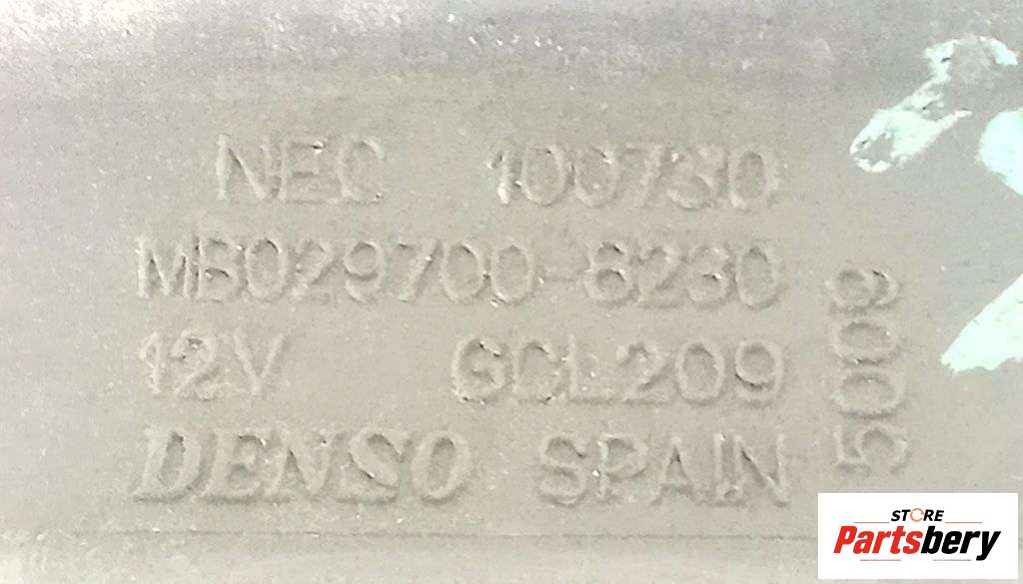 NEC 100730
MB029700-8230
12V GCL209
DENSO SPAIN
5009
STORE
Partsbery